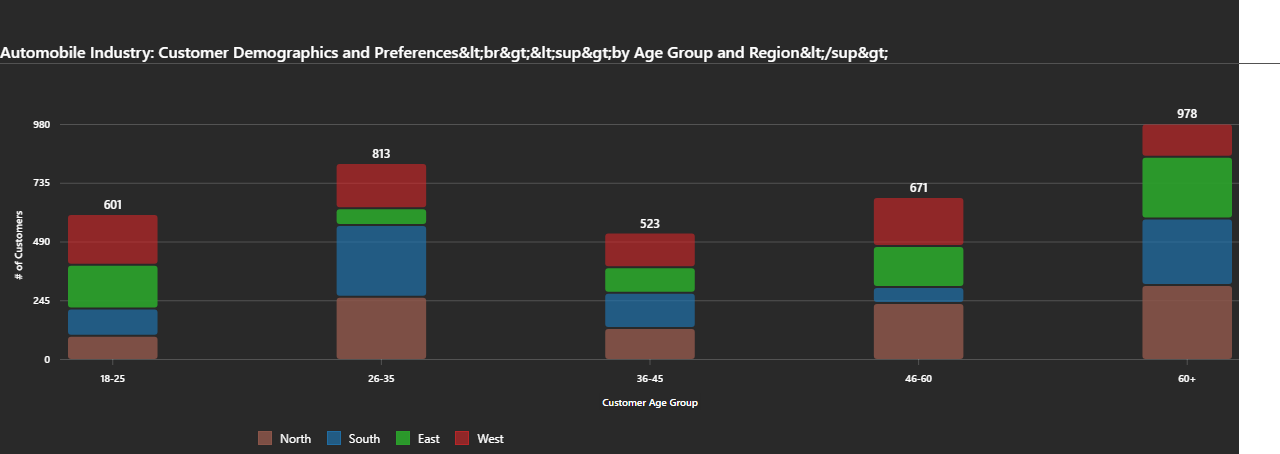 Automobile Industry: Customer Demographics and Preferences&lt;br&gt;&lt;sup&gt;by Age Group and Region&lt;/sup&gt;
980
735
490
245
0
# of Customers
601
813
523
671
978
18-25
26-35
36-45
46-60
60+
Customer Age Group
North
South
East
West